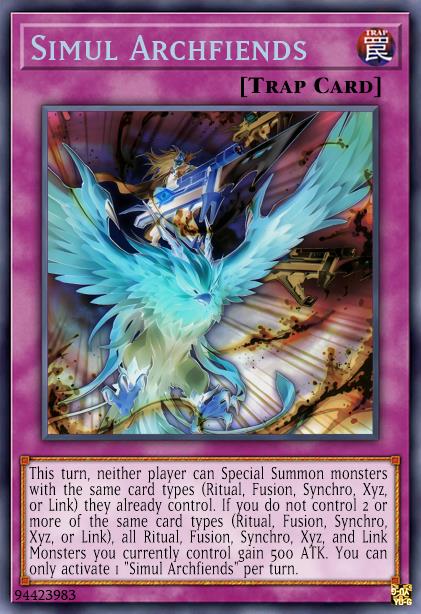 Simul Archfiends
TRAP
罠
[Trap Card]
This turn, neither player can Special Summon monsters
with the same card types (Ritual, Fusion, Synchro, Xyz,
or Link) they already control. If you do not control 2 or
more of the same card types (Ritual, Fusion, Synchro,
Xyz, or Link), all Ritual, Fusion, Synchro, Xyz, and Link
Monsters you currently control gain 500 ATK. You can
only activate 1 "Simul Archfiends" per turn.
94423983